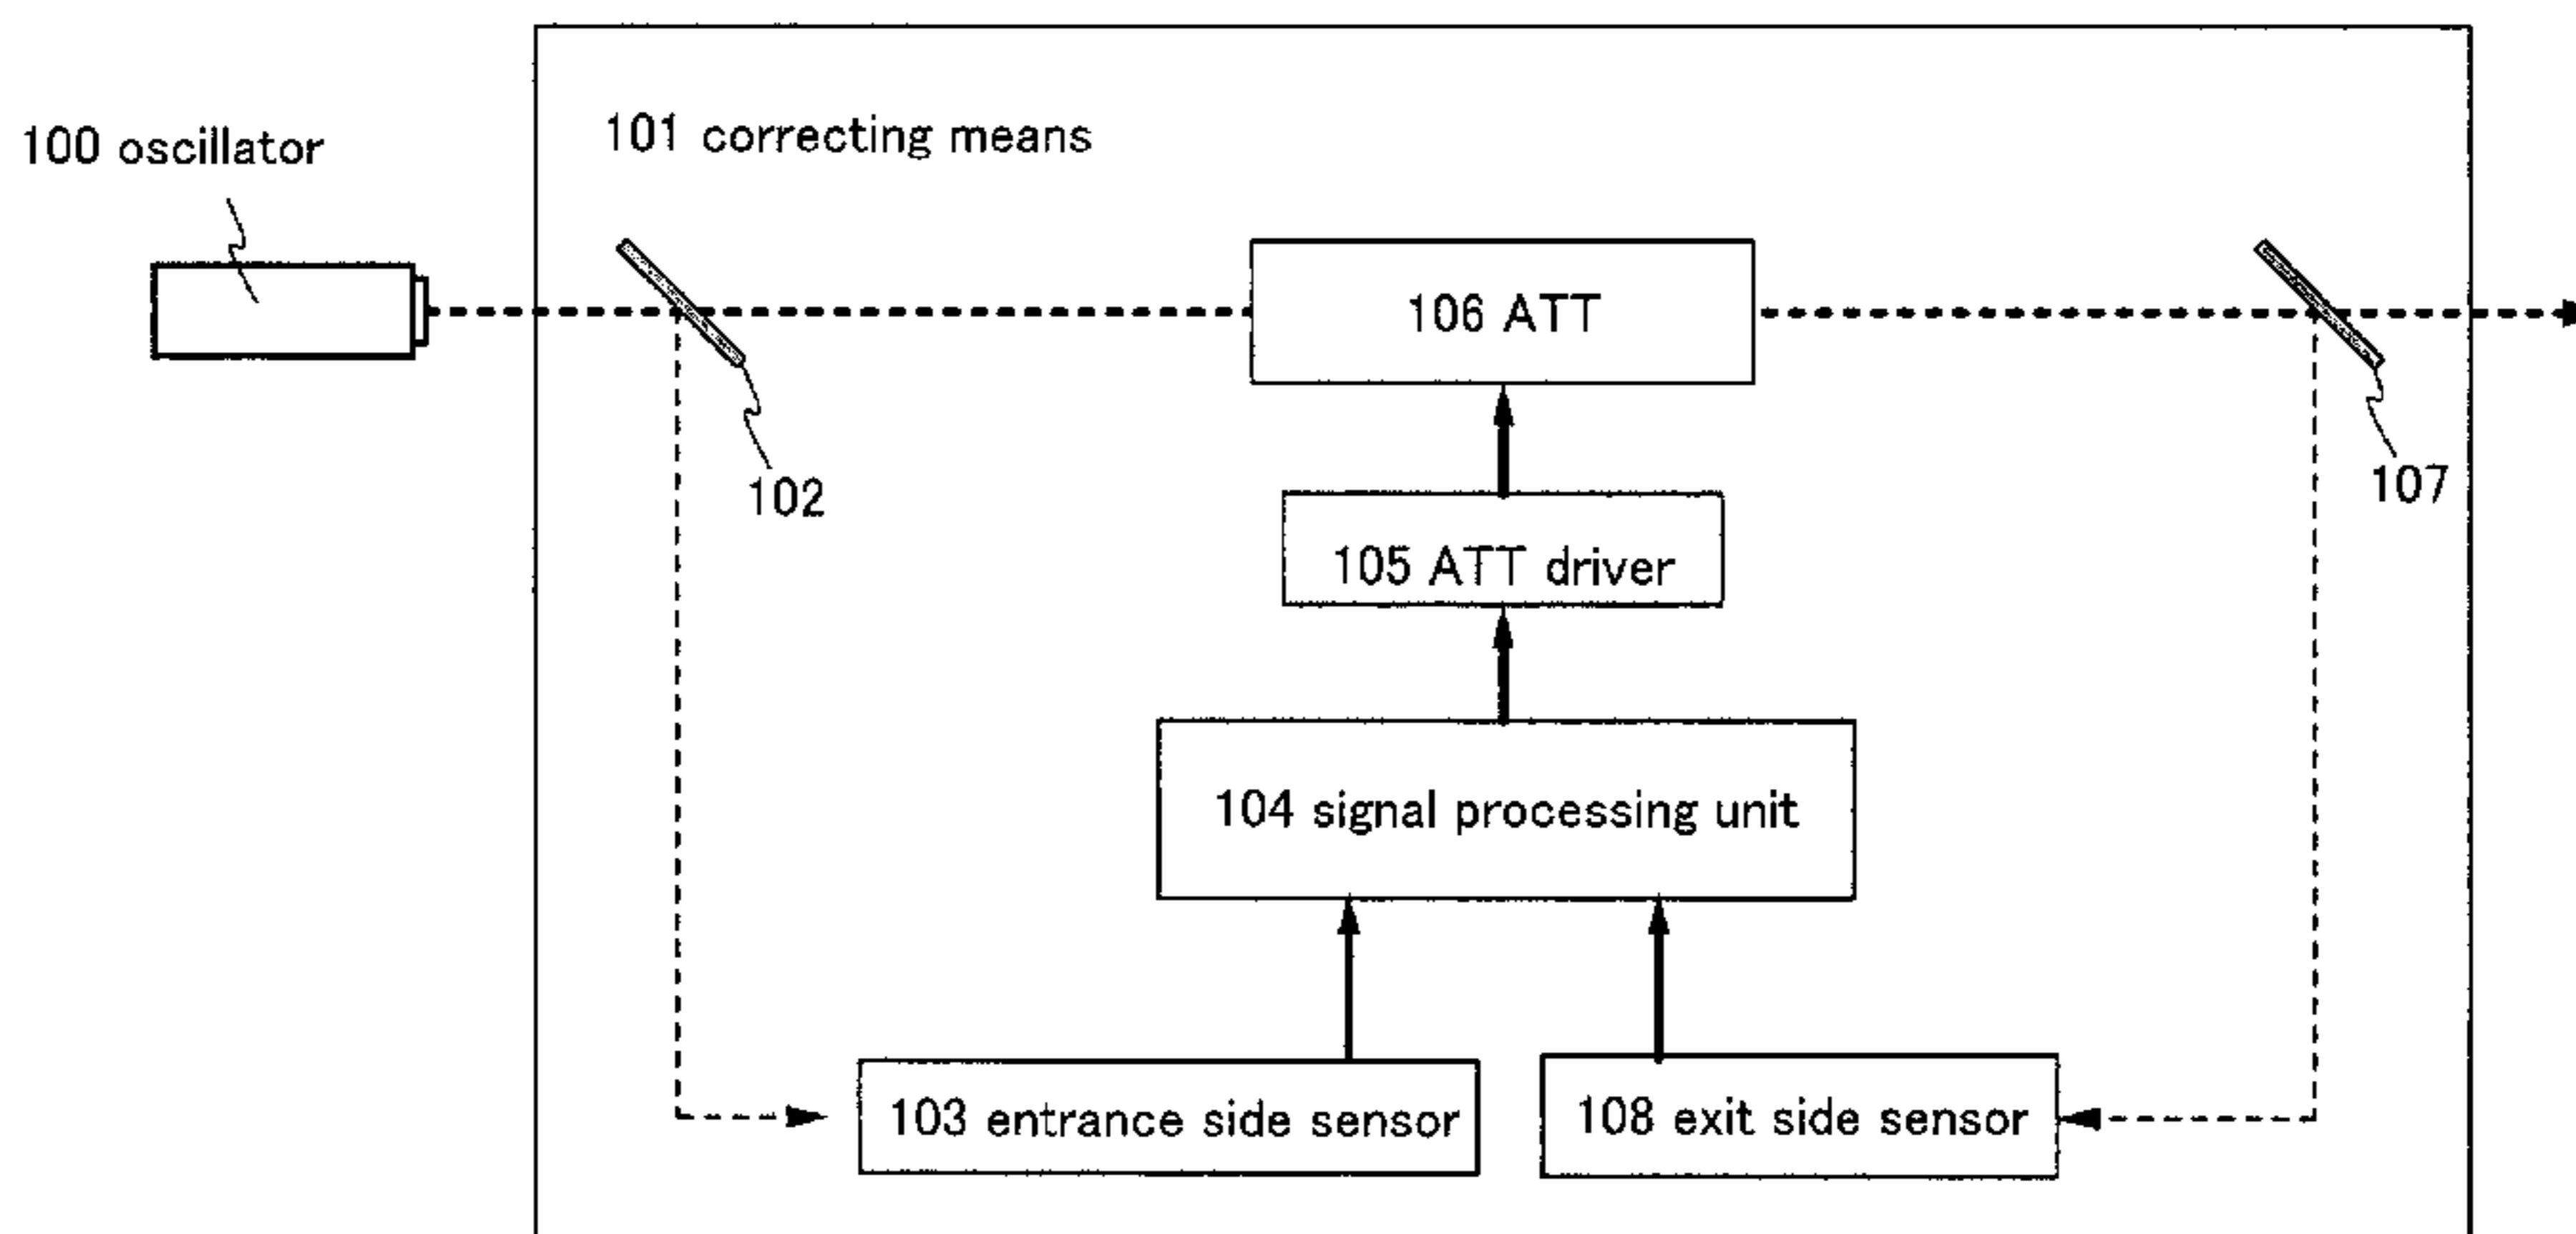 101 correcting means
100 oscillator
106 ATT
102
107
105 ATT driver
104 signal processing unit
103 entrance side sensor
108 exit side sensor